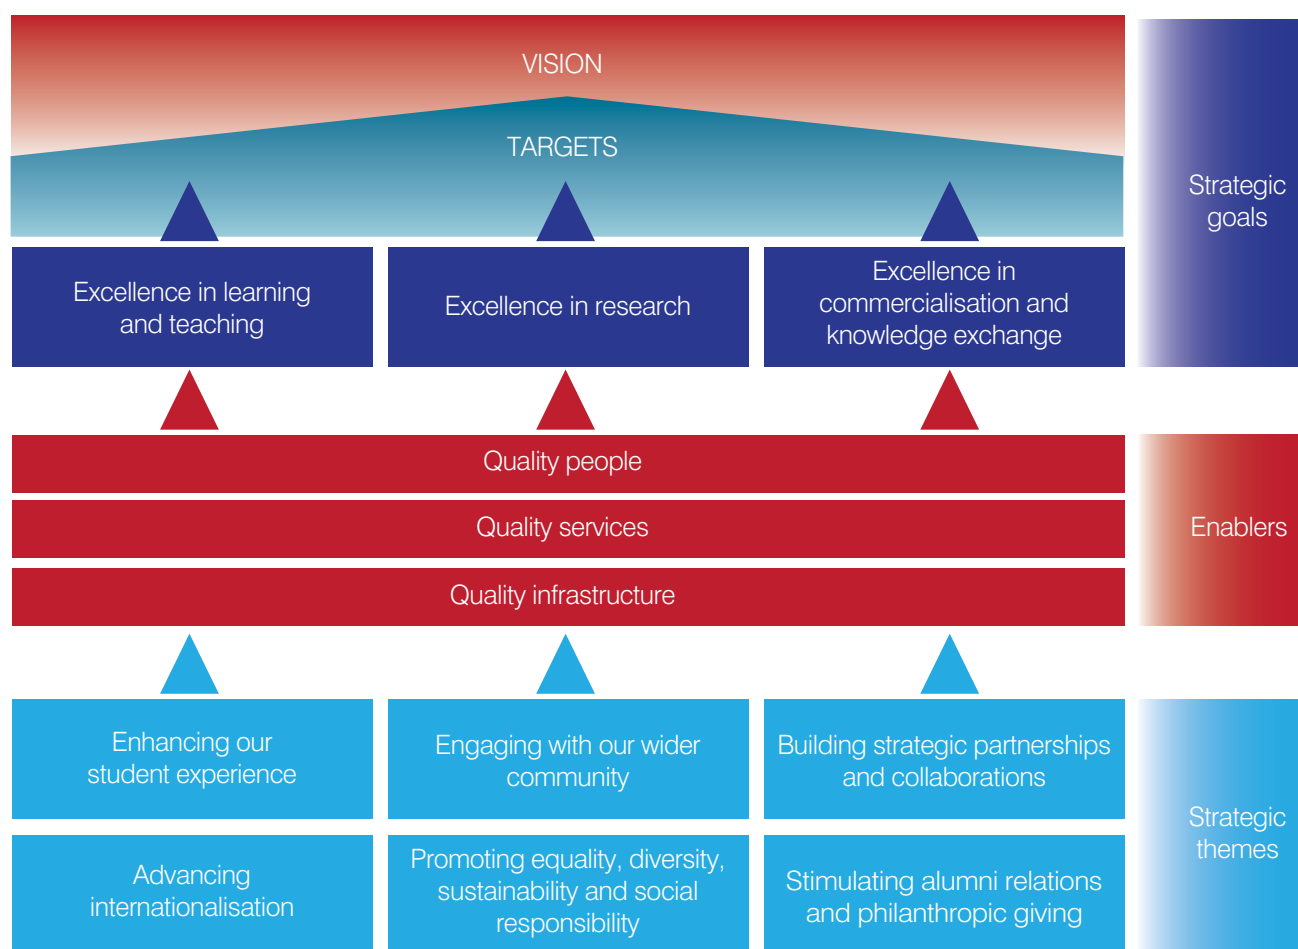 VISION
TARGETS
Strategic
goals
Excellence in learning
and teaching
Excellence in research
Excellence in
commercialisation and
knowledge exchange
Quality people
Quality services
Quality infrastructure
Enablers
Enhancing our
student experience
Engaging with our wider
community
Building strategic partnerships
and collaborations
Strategic
themes
Advancing
internationalisation
Promoting equality, diversity,
sustainability and social
responsibility
Stimulating alumni relations
and philanthropic giving